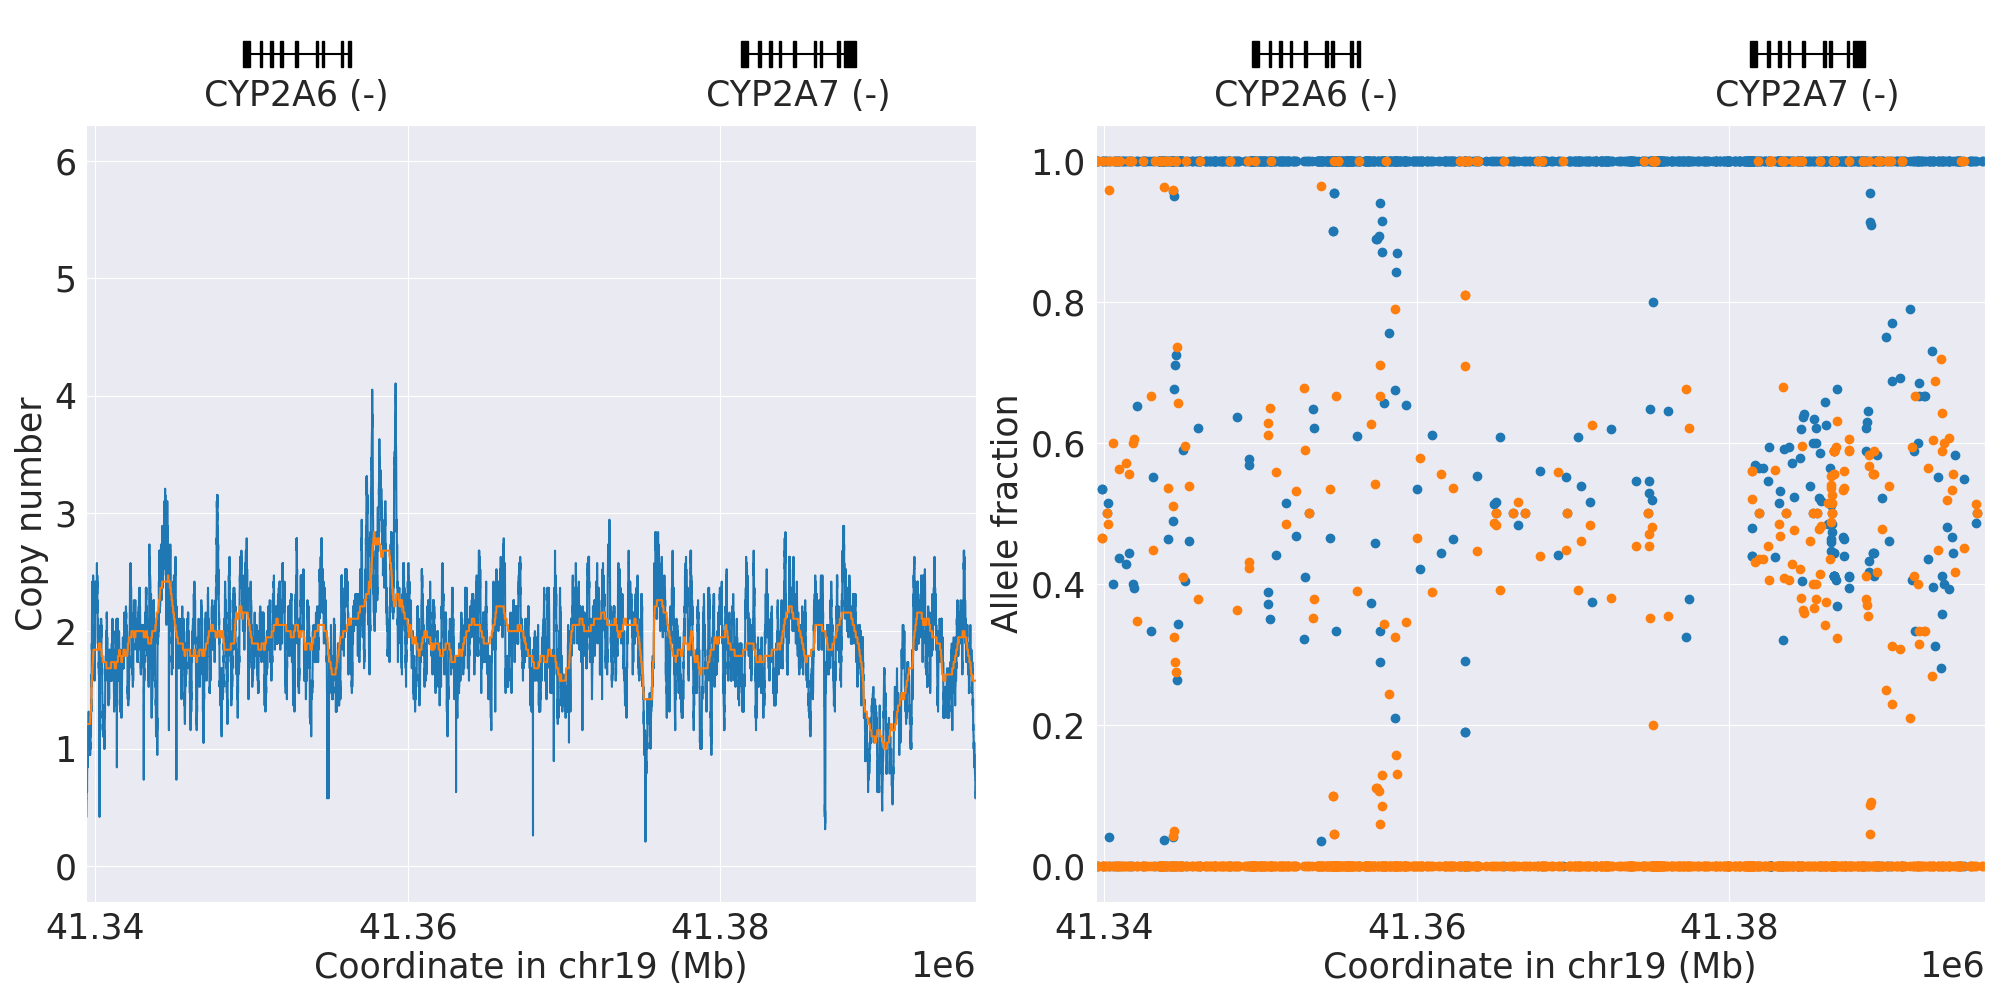 CYP2A6 (-)
CYP2A7 (-)
Copy number
6
5
4
3
2
1
0
41.34
41.36
41.38
Coordinate in chr19 (Mb)
1e6
CYP2A6 (-)
CYP2A7 (-)
Allele fraction
1.0
0.8
0.6
0.4
0.2
0.0
41.34
41.36
41.38
Coordinate in chr19 (Mb)
1e6